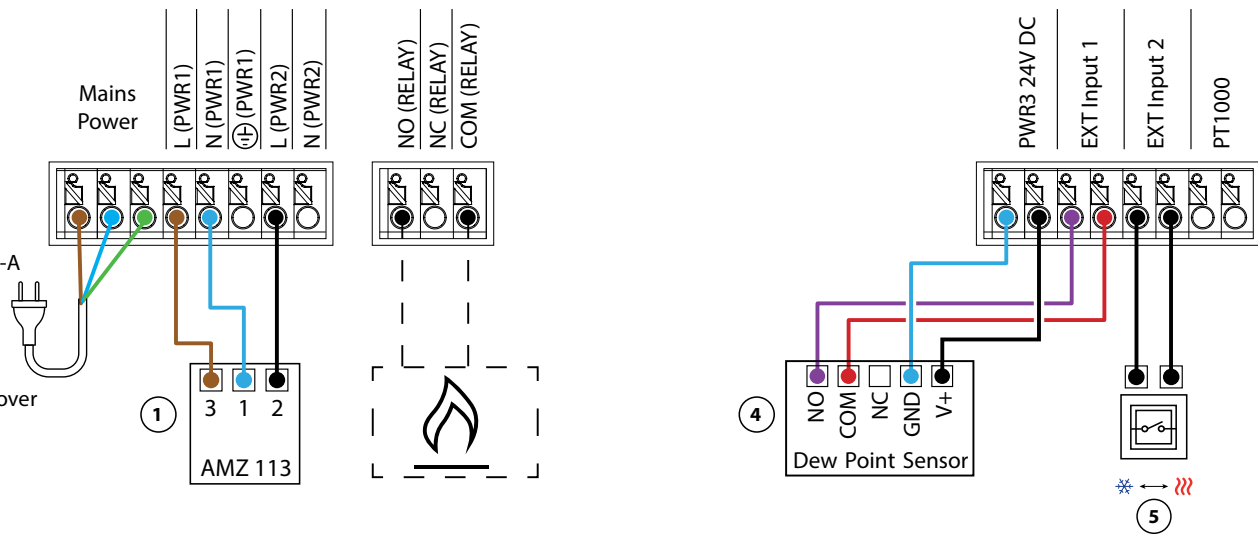 Mains
Power
L (PWR1)
N (PWR1)
(PWR1)
L (PWR2)
N (PWR2)
NO (RELAY)
NC (RELAY)
COM (RELAY)
PWR3 24V DC
EXT Input 1
EXT Input 2
PT1000
-A
over
1
3 1 2
AMZ 113
4
NO
COM
NC
GND
V+
Dew Point Sensor
5